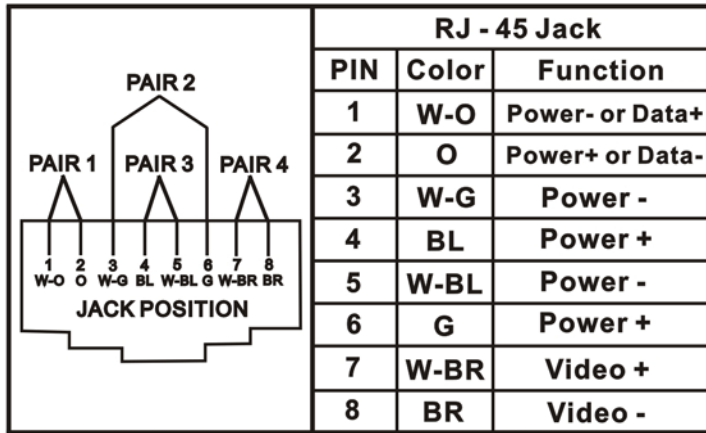 PAIR 2
PAIR 1 PAIR 3 PAIR 4
1 2 3 4 5 6 7 8
W-O O W-G BL W-BL G W-BR BR
JACK POSITION
RJ - 45 Jack
PIN Color Function
1 W-O Power- or Data+
2 O Power+ or Data-
3 W-G Power -
4 BL Power +
5 W-BL Power -
6 G Power +
7 W-BR Video +
8 BR Video -